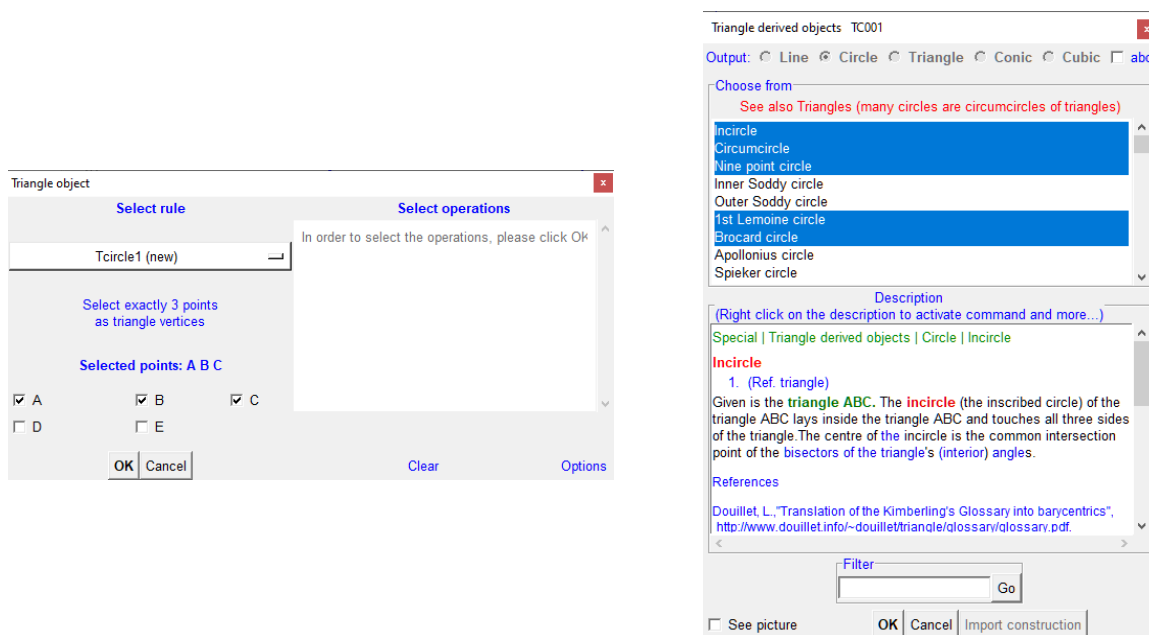 Triangle object
x
Select rule
Select operations
Tcircle1 (new)
In order to select the operations, please click OK
Select exactly 3 points
as triangle vertices
Selected points: A B C
A B C
D E
OK Cancel
Clear
Options
Triangle derived objects TC001
x
Output: Line Circle Triangle Conic Cubic abc
Choose from
See also Triangles (many circles are circumcircles of triangles)
Incircle
Circumcircle
Nine point circle
Inner Soddy circle
Outer Soddy circle
1st Lemoine circle
Brocard circle
Apollonius circle
Spieker circle
Description
(Right click on the description to activate command and more...)
Special | Triangle derived objects | Circle | Incircle
Incircle
1. (Ref. triangle)
Given is the triangle ABC. The incircle (the inscribed circle) of the
triangle ABC lays inside the triangle ABC and touches all three sides
of the triangle.The centre of the incircle is the common intersection
point of the bisectors of the triangle's (interior) angles.
References
Douillet, L.,"Translation of the Kimberling's Glossary into barycentrics",
http://www.douillet.info/~douillet/triangle/glossary/glossary.pdf.
Filter
Go
See picture
OK Cancel Import construction